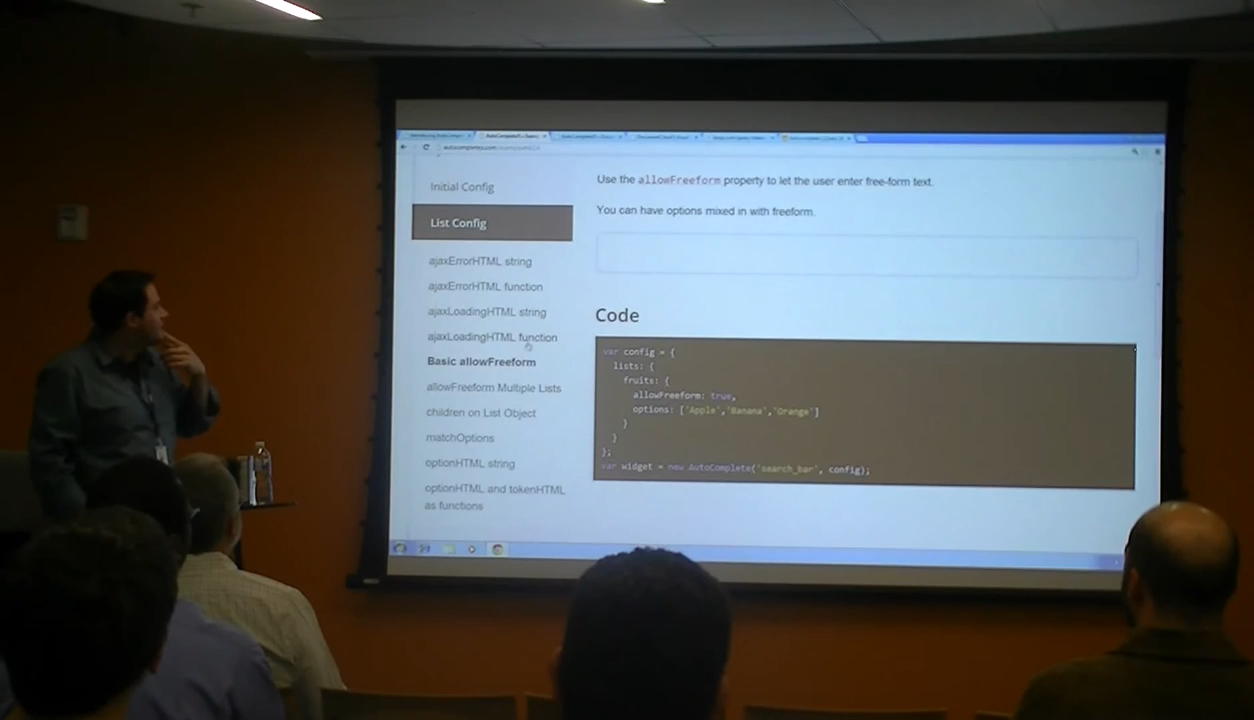 Initial Config
List Config
ajaxErrorHTML string
ajaxErrorHTML function
ajaxLoadingHTML string
ajaxLoadingHTML function
Basic allowFreeform
allowFreeform Multiple Lists
children on List Object
matchOptions
optionHTML string
optionHTML and tokenHTML
as functions
Use the allowFreeform property to let the user enter free-form text.
You can have options mixed in with freeform.
Code
var config = {
lists: {
fruits: {
allowFreeform: true,
options: ['Apple','Banana','Orange']
}
}
};
var widget = new AutoComplete('search_bar', config);